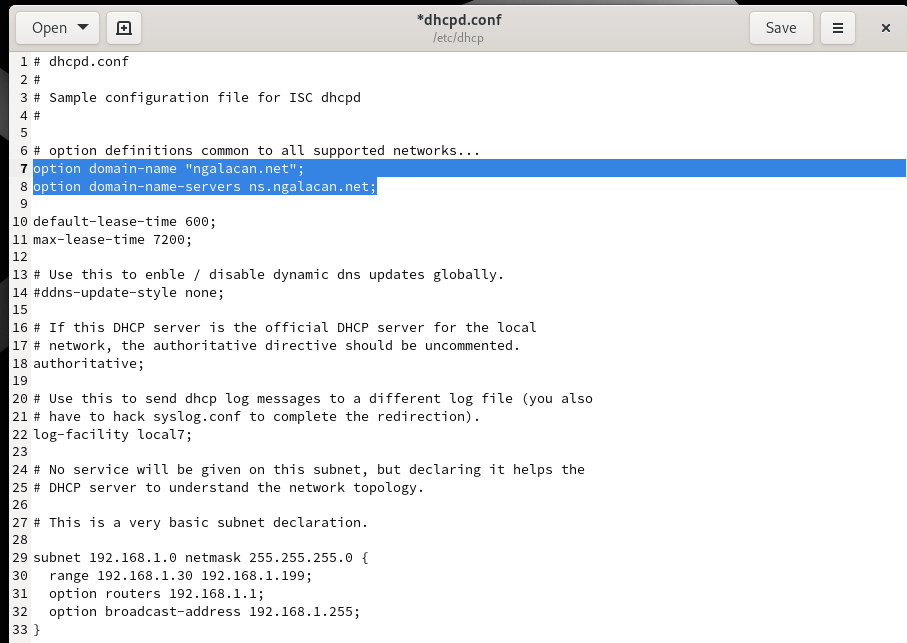 Open
*dhcpd.conf
/etc/dhcp
Save
1 # dhcpd.conf
2 #
3 # Sample configuration file for ISC dhcpd
4 #
5
6 # option definitions common to all supported networks...
7 option domain-name "ngalacan.net";
8 option domain-name-servers ns.ngalacan.net;
9
10 default-lease-time 600;
11 max-lease-time 7200;
12
13 # Use this to enble / disable dynamic dns updates globally.
14 #ddns-update-style none;
15
16 # If this DHCP server is the official DHCP server for the local
17 # network, the authoritative directive should be uncommented.
18 authoritative;
19
20 # Use this to send dhcp log messages to a different log file (you also
21 # have to hack syslog.conf to complete the redirection).
22 log-facility local7;
23
24 # No service will be given on this subnet, but declaring it helps the
25 # DHCP server to understand the network topology.
26
27 # This is a very basic subnet declaration.
28
29 subnet 192.168.1.0 netmask 255.255.255.0 {
30   range 192.168.1.30 192.168.1.199;
31   option routers 192.168.1.1;
32   option broadcast-address 192.168.1.255;
33 }